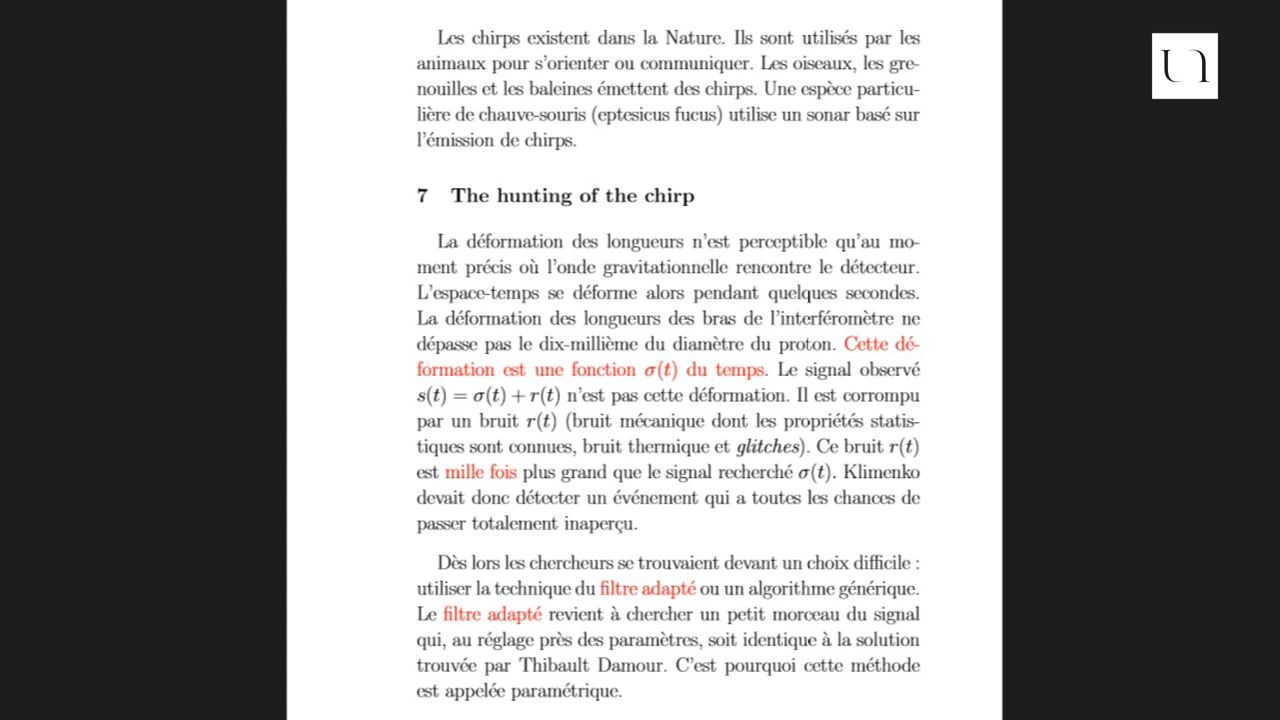 Les chirps existent dans la Nature. Ils sont utilisés par les
animaux pour s'orienter ou communiquer. Les oiseaux, les gre-
nouilles et les baleines émettent des chirps. Une espèce particu-
lière de chauve-souris (eptesicus fucus) utilise un sonar basé sur
l'émission de chirps.
7 The hunting of the chirp
La déformation des longueurs n'est perceptible qu'au mo-
ment précis où l'onde gravitationnelle rencontre le détecteur.
L'espace-temps se déforme alors pendant quelques secondes.
La déformation des longueurs des bras de l'interféromètre ne
dépasse pas le dix-millième du diamètre du proton. Cette dé-
formation est une fonction σ(t) du temps. Le signal observé
s(t) = σ(t) + r(t) n'est pas cette déformation. Il est corrompu
par un bruit r(t) (bruit mécanique dont les propriétés statis-
tiques sont connues, bruit thermique et glitches). Ce bruit r(t)
est mille fois plus grand que le signal recherché σ(t). Klimenko
devait donc détecter un événement qui a toutes les chances de
passer totalement inaperçu.
Dès lors les chercheurs se trouvaient devant un choix difficile :
utiliser la technique du filtre adapté ou un algorithme générique.
Le filtre adapté revient à chercher un petit morceau du signal
qui, au réglage près des paramètres, soit identique à la solution
trouvée par Thibault Damour. C'est pourquoi cette méthode
est appelée paramétrique.